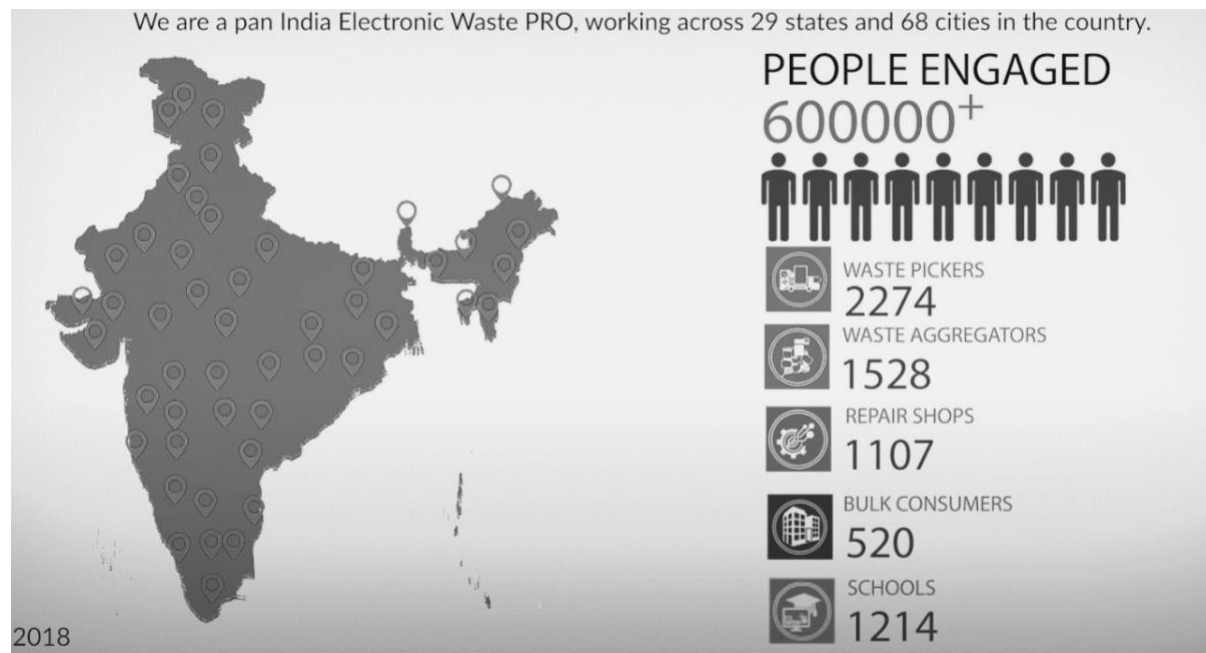 We are a pan India Electronic Waste PRO, working across 29 states and 68 cities in the country.
PEOPLE ENGAGED
600000+
WASTE PICKERS
2274
WASTE AGGREGATORS
1528
REPAIR SHOPS
1107
BULK CONSUMERS
520
SCHOOLS
1214
2018